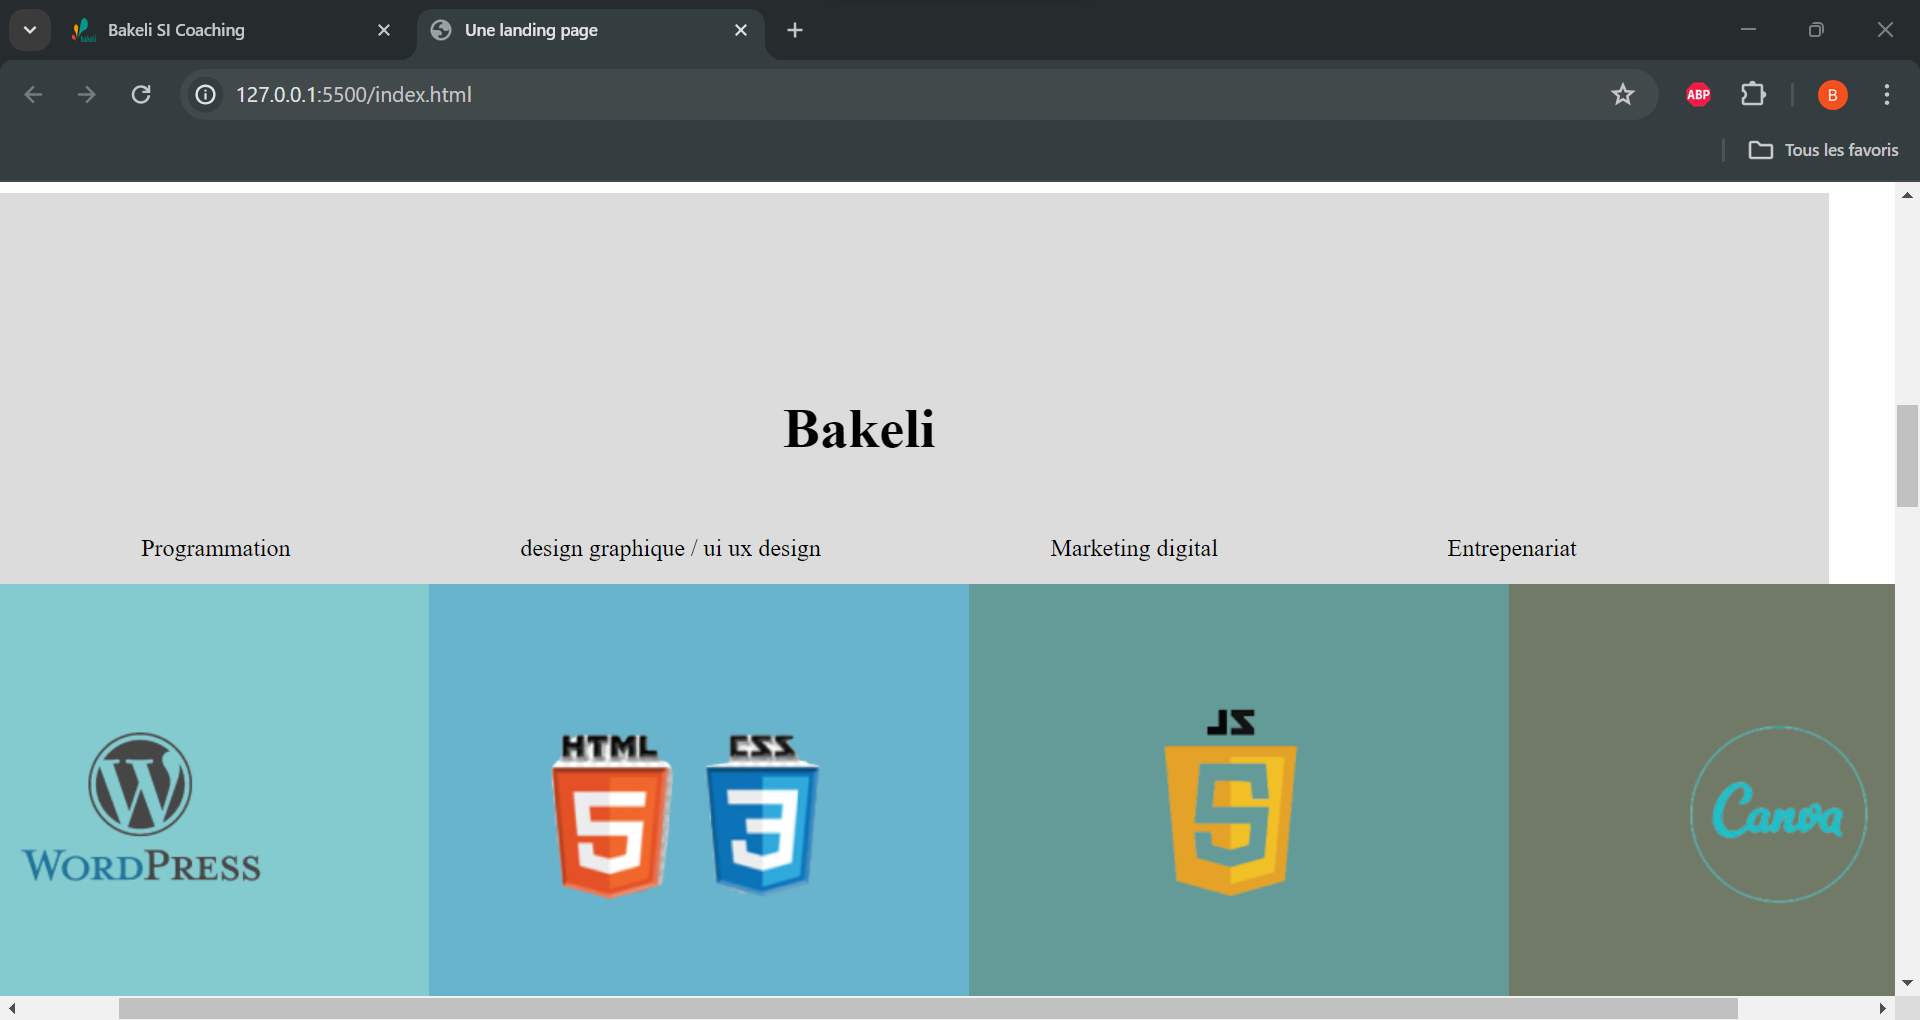 bakeli
Bakeli SI Coaching
Une landing page
127.0.0.1:5500/index.html
ABP
B
Tous les favoris
Bakeli
Programmation
design graphique / ui ux design
Marketing digital
Entrepenariat
HTML
5
CSS
3
JS
5
W
WORDPRESS
Canva